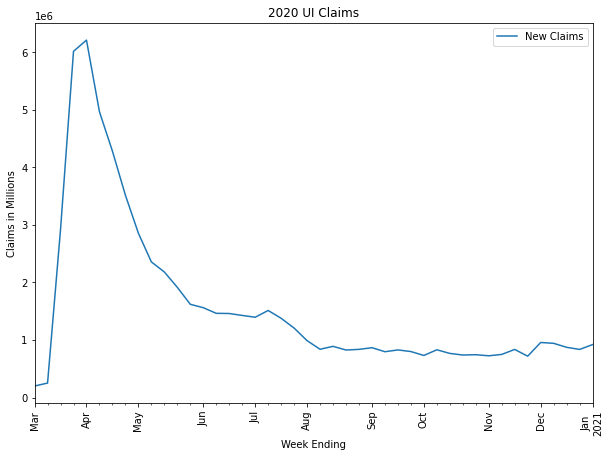 2020 UI Claims
1e6
New Claims
6
5
4
3
2
1
0
Claims in Millions
Mar
Apr
May
Jun
Jul
Aug
Sep
Oct
Nov
Dec
Jan
2021
Week Ending